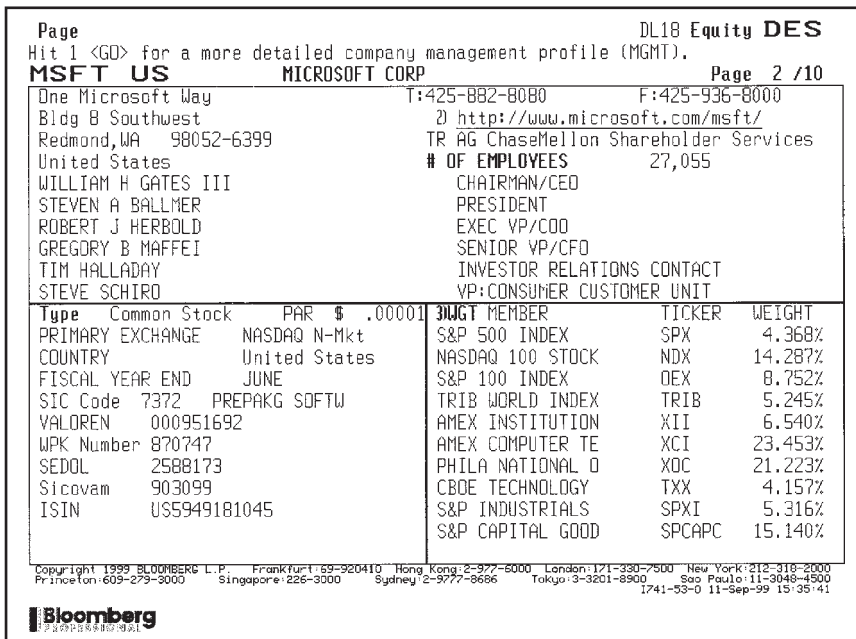 Page DL18 Equity DES
Hit 1 <GO> for a more detailed company management profile (MGMT).
MSFT US MICROSOFT CORP Page 2 /10
One Microsoft Way T:425-882-8080 F:425-936-8000
Bldg 8 Southwest 2) http://www.microsoft.com/msft/
Redmond,WA 98052-6399 TR AG ChaseMellon Shareholder Services
United States # OF EMPLOYEES 27,055
WILLIAM H GATES III CHAIRMAN/CEO
STEVEN A BALLMER PRESIDENT
ROBERT J HERBOLD EXEC VP/COO
GREGORY B MAFFEI SENIOR VP/CFO
TIM HALLADAY INVESTOR RELATIONS CONTACT
STEVE SCHIRO VP:CONSUMER CUSTOMER UNIT
Type Common Stock PAR $ .00001 3)WGT MEMBER TICKER WEIGHT
PRIMARY EXCHANGE NASDAQ N-Mkt S&P 500 INDEX SPX 4.368%
COUNTRY United States NASDAQ 100 STOCK NDX 14.287%
FISCAL YEAR END JUNE S&P 100 INDEX OEX 8.752%
SIC Code 7372 PREPAKG SOFTW TRIB WORLD INDEX TRIB 5.245%
VALOREN 000951692 AMEX INSTITUTION XII 6.540%
WPK Number 870747 AMEX COMPUTER TE XCI 23.453%
SEDOL 2588173 PHILA NATIONAL O XOC 21.223%
Sicovam 903099 CBOE TECHNOLOGY TXX 4.157%
ISIN US5949181045 S&P INDUSTRIALS SPXI 5.316%
S&P CAPITAL GOOD SPCAPC 15.140%
Copyright 1999 BLOOMBERG L.P. Frankfurt:69-920410 Hong Kong:2-977-6000 London:171-330-7500 New York:212-318-2000
Princeton:609-279-3000 Singapore:226-3000 Sydney:2-9777-8686 Tokyo:3-3201-8900 Sao Paulo:11-3048-4500
I741-53-0 11-Sep-99 15:35:41
Bloomberg
PROFESSIONAL